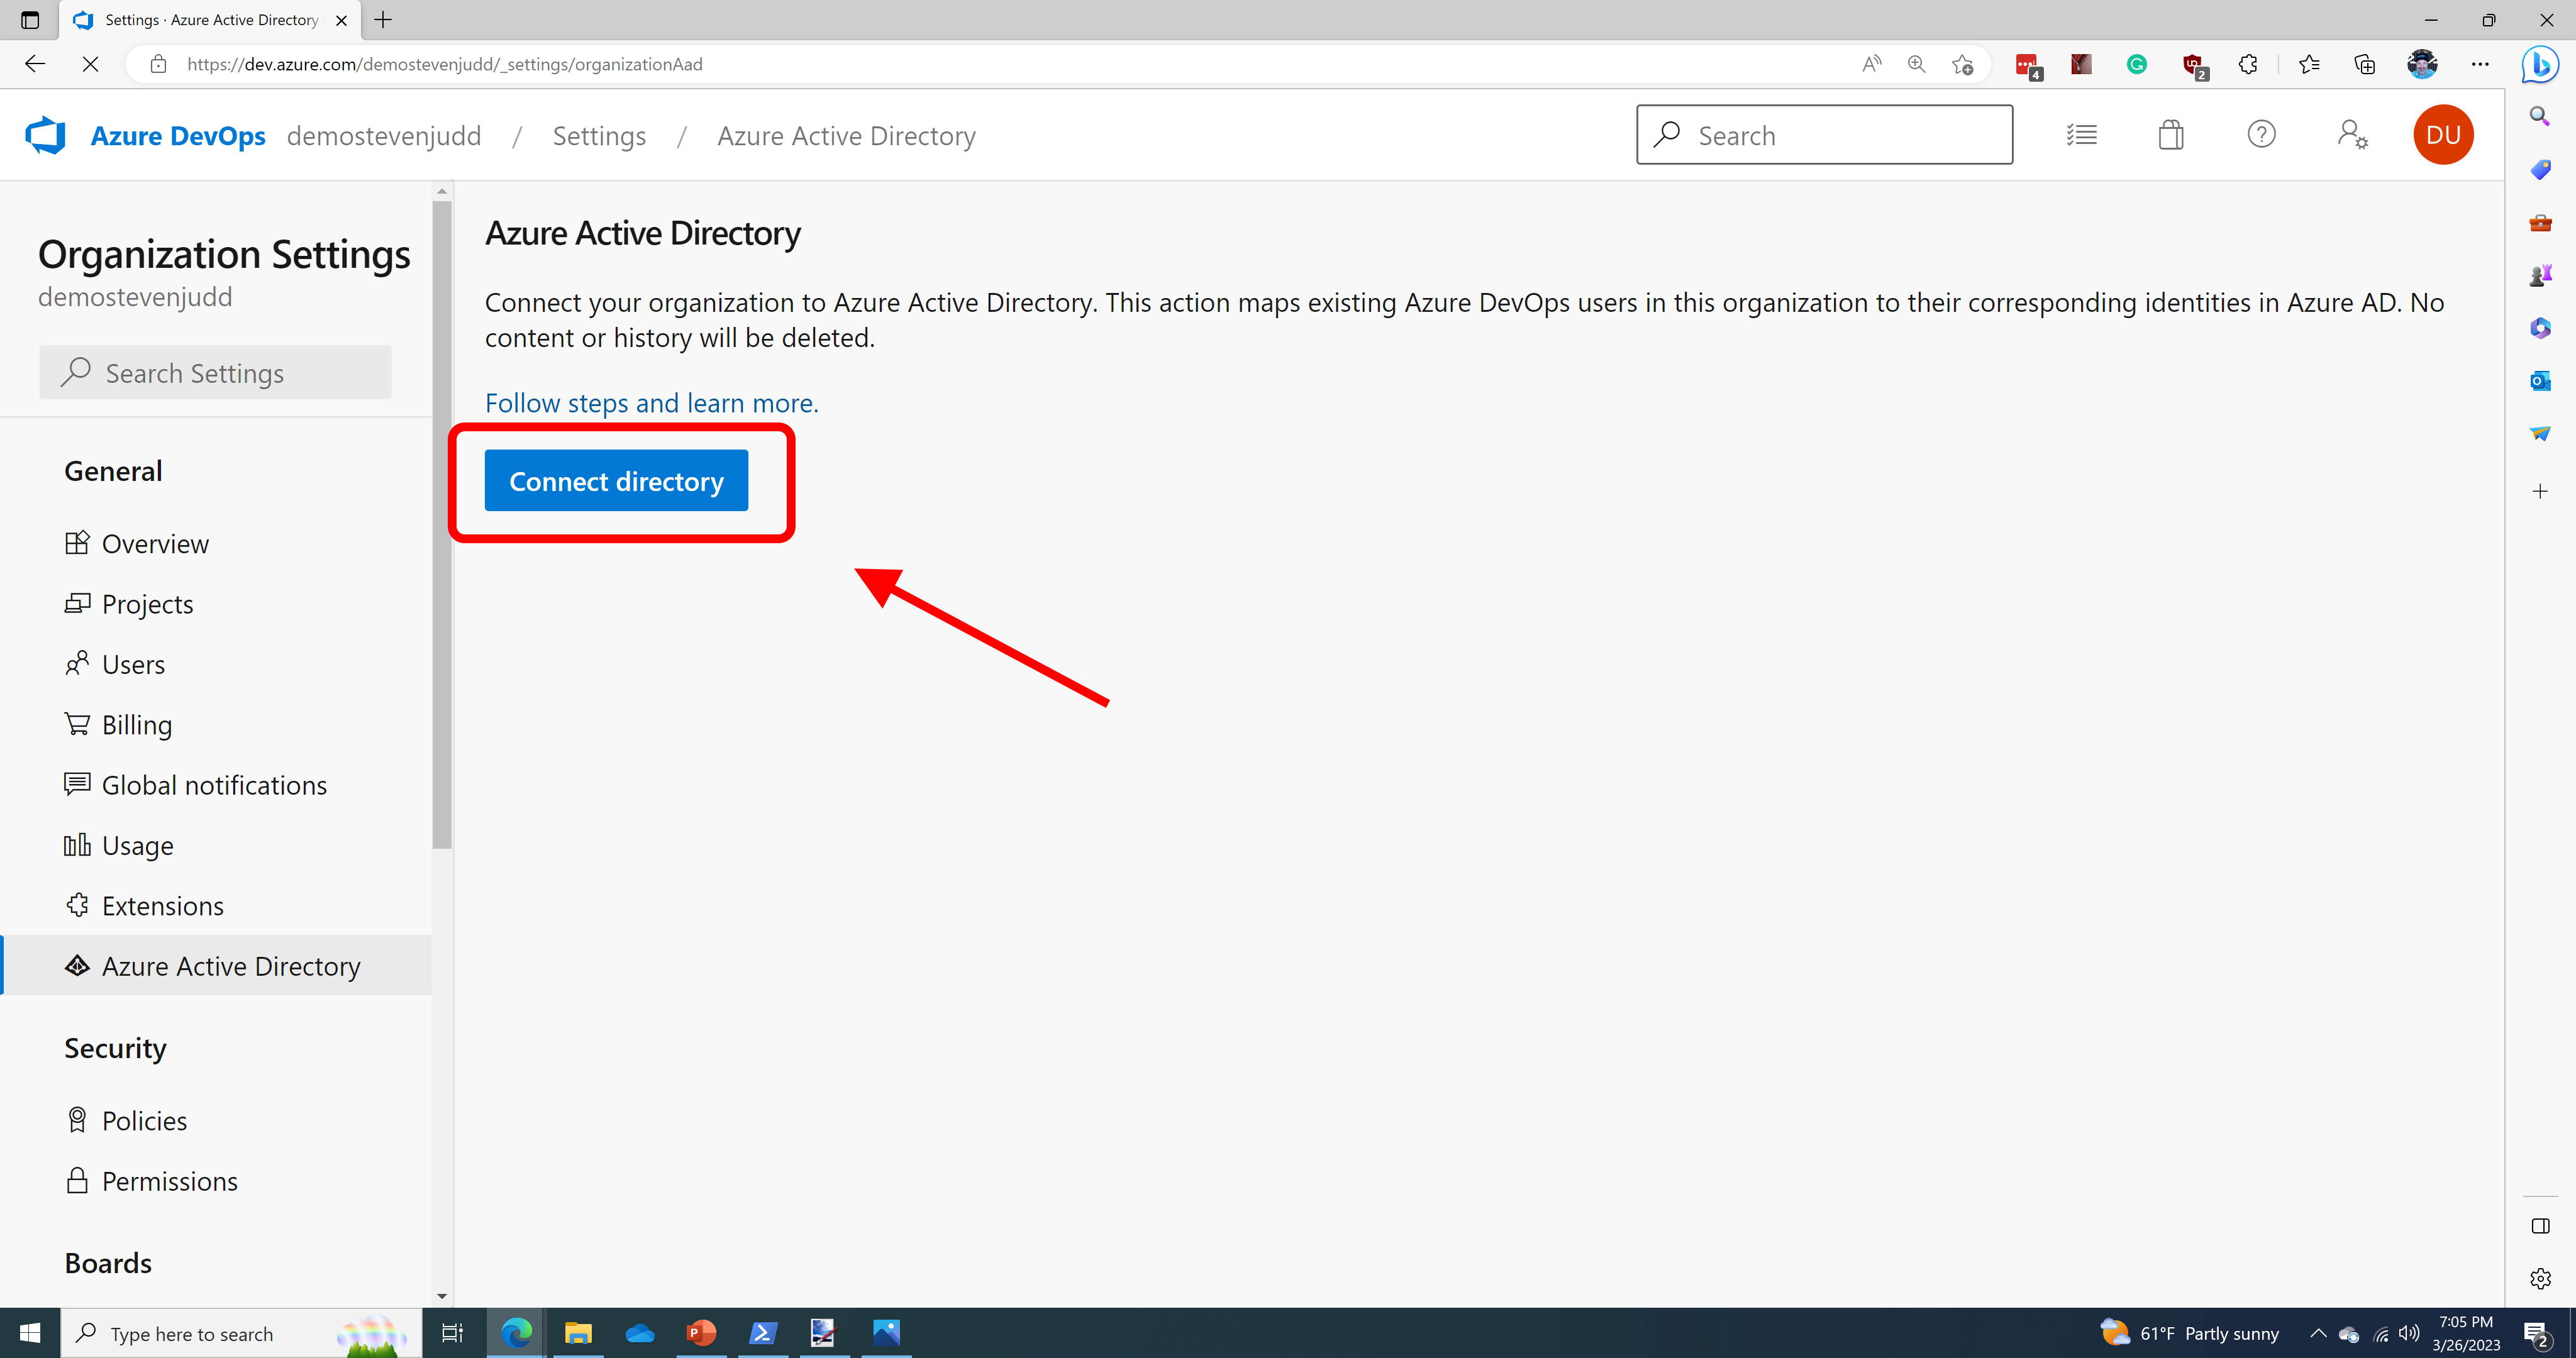 Settings · Azure Active Directory
https://dev.azure.com/demostevenjudd/_settings/organizationAad
4
2
Azure DevOps demostevenjudd / Settings / Azure Active Directory
Search
DU
Organization Settings
demostevenjudd
Search Settings
General
Overview
Projects
Users
Billing
Global notifications
Usage
Extensions
Azure Active Directory
Security
Policies
Permissions
Boards
Azure Active Directory
Connect your organization to Azure Active Directory. This action maps existing Azure DevOps users in this organization to their corresponding identities in Azure AD. No
content or history will be deleted.
Follow steps and learn more.
Connect directory
Type here to search
61°F Partly sunny
7:05 PM
3/26/2023
2